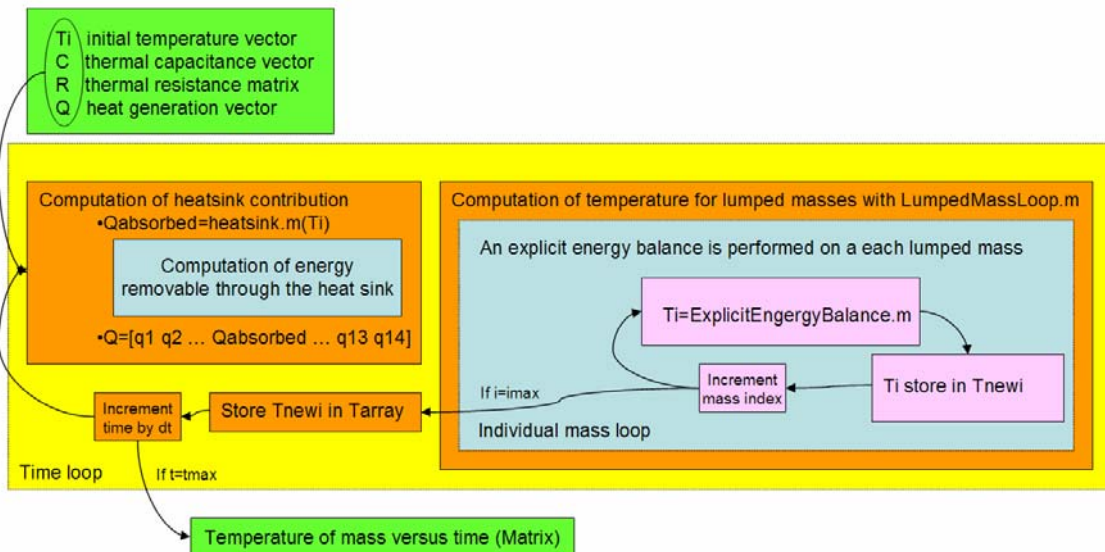 Ti initial temperature vector
C thermal capacitance vector
R thermal resistance matrix
Q heat generation vector
Computation of heatsink contribution
•Qabsorbed=heatsink.m(Ti)
Computation of energy
removable through the heat sink
•Q=[q1 q2 … Qabsorbed … q13 q14]
Computation of temperature for lumped masses with LumpedMassLoop.m
An explicit energy balance is performed on a each lumped mass
Ti=ExplicitEngergyBalance.m
Ti store in Tnewi
Increment
mass index
Individual mass loop
If i=imax
Store Tnewi in Tarray
Increment
time by dt
Time loop
If t=tmax
Temperature of mass versus time (Matrix)